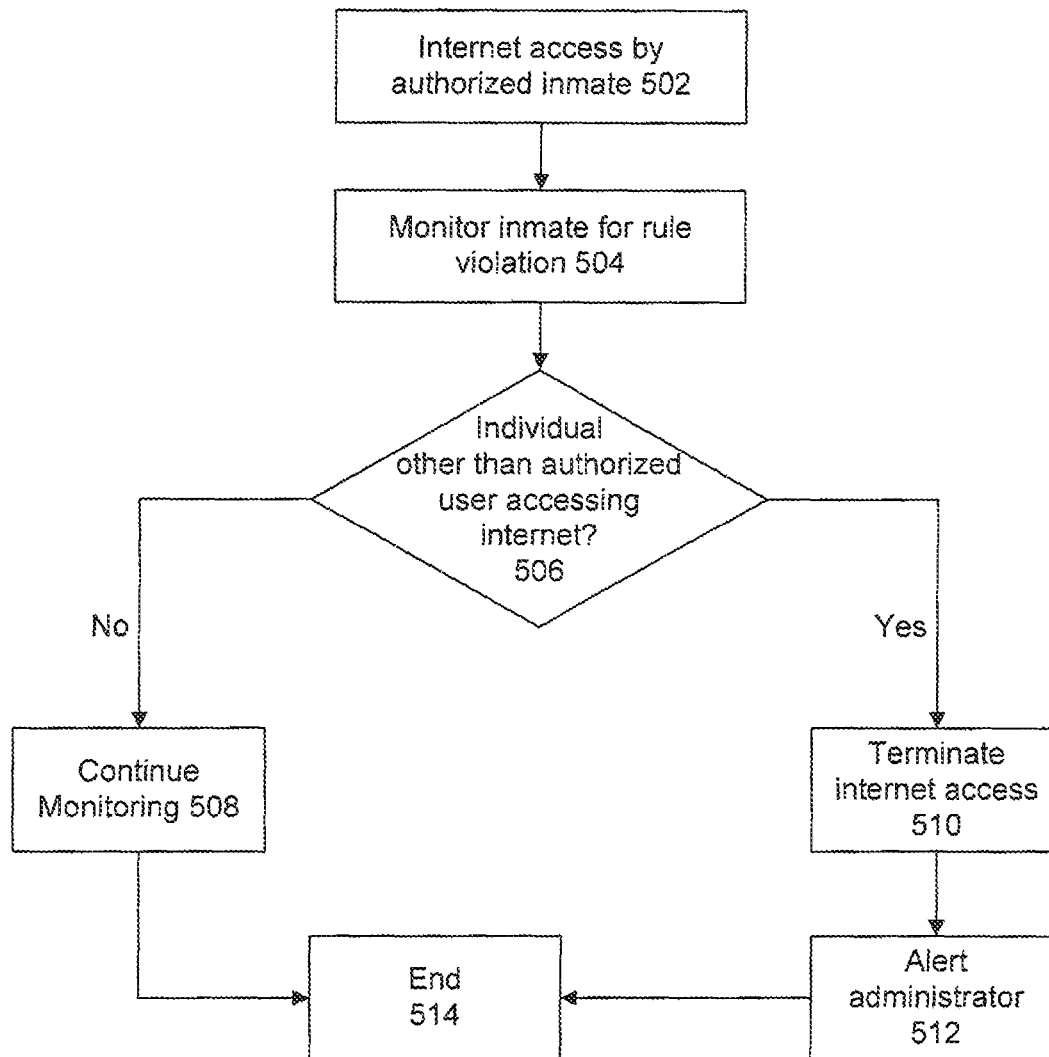 Internet access by
authorized inmate 502
Monitor inmate for rule
violation 504
Individual
other than authorized
user accessing
internet?
506
No
Yes
Continue
Monitoring 508
Terminate
internet access
510
End
514
Alert
administrator
512